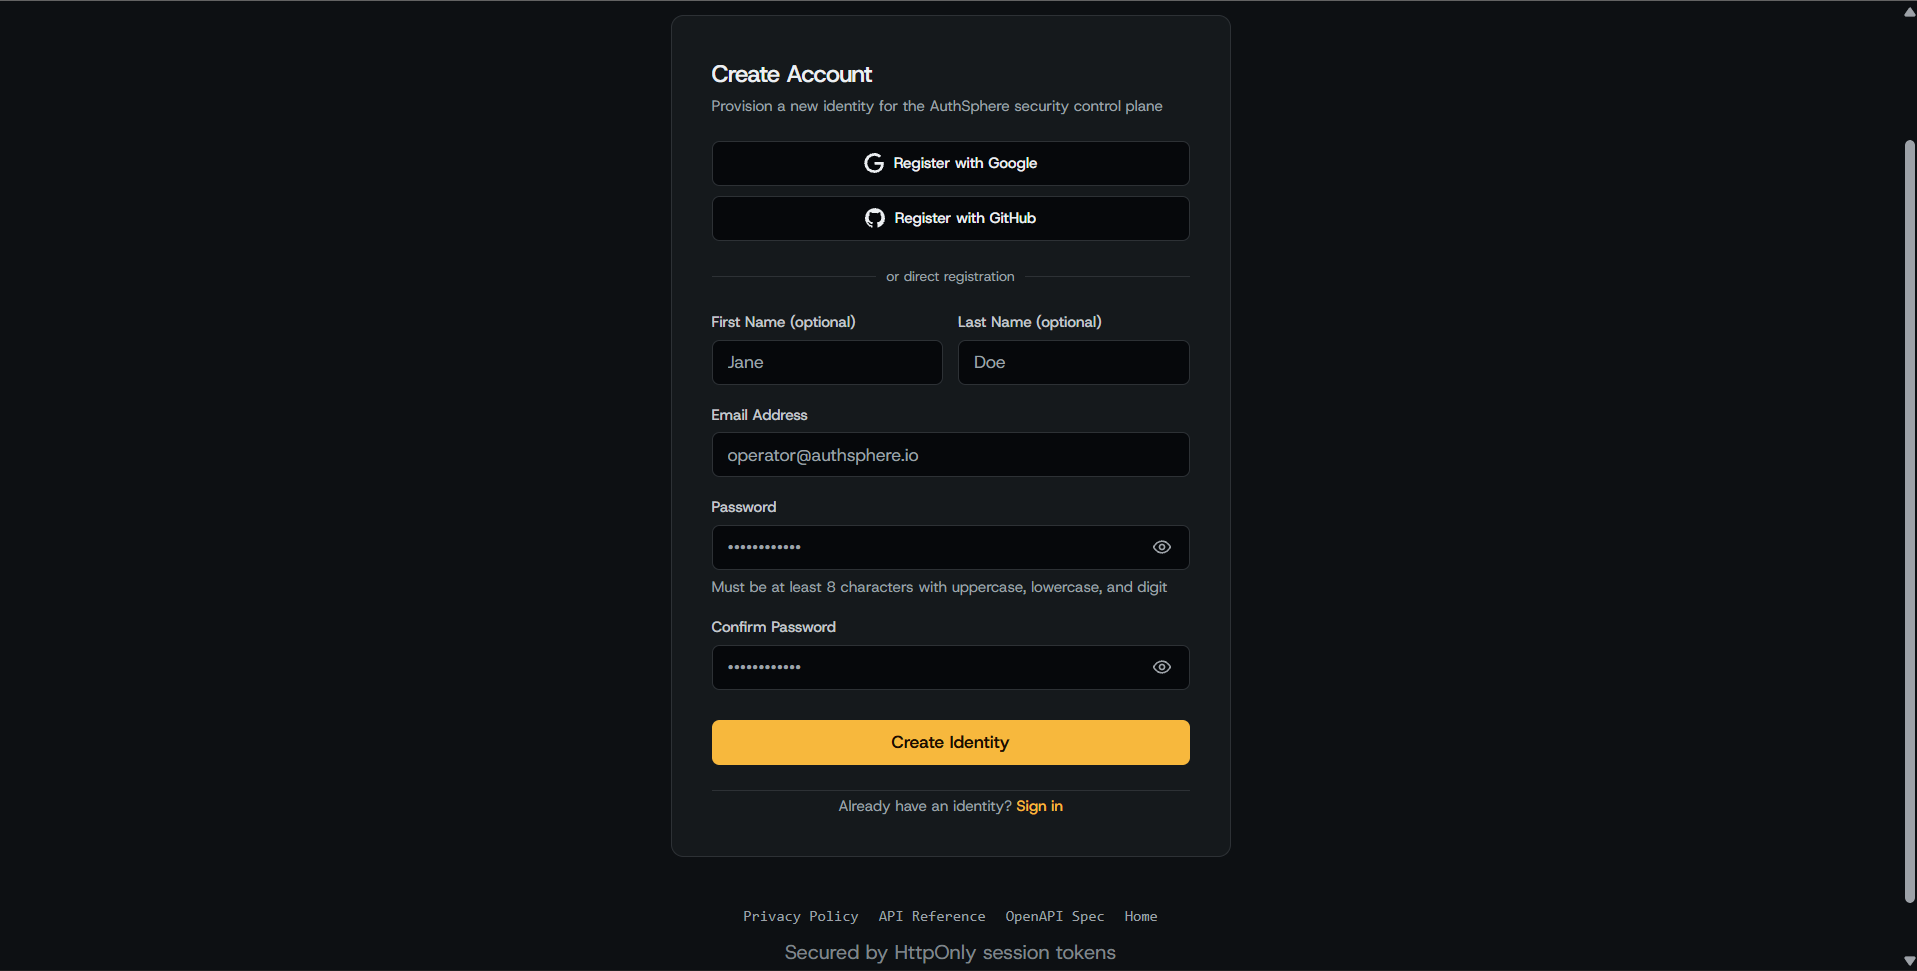 Create Account
Provision a new identity for the AuthSphere security control plane
Register with Google
Register with GitHub
or direct registration
First Name (optional) Last Name (optional)
Jane Doe
Email Address
operator@authsphere.io
Password
••••••••••••
Must be at least 8 characters with uppercase, lowercase, and digit
Confirm Password
••••••••••••
Create Identity
Already have an identity? Sign in
Privacy Policy API Reference OpenAPI Spec Home
Secured by HttpOnly session tokens